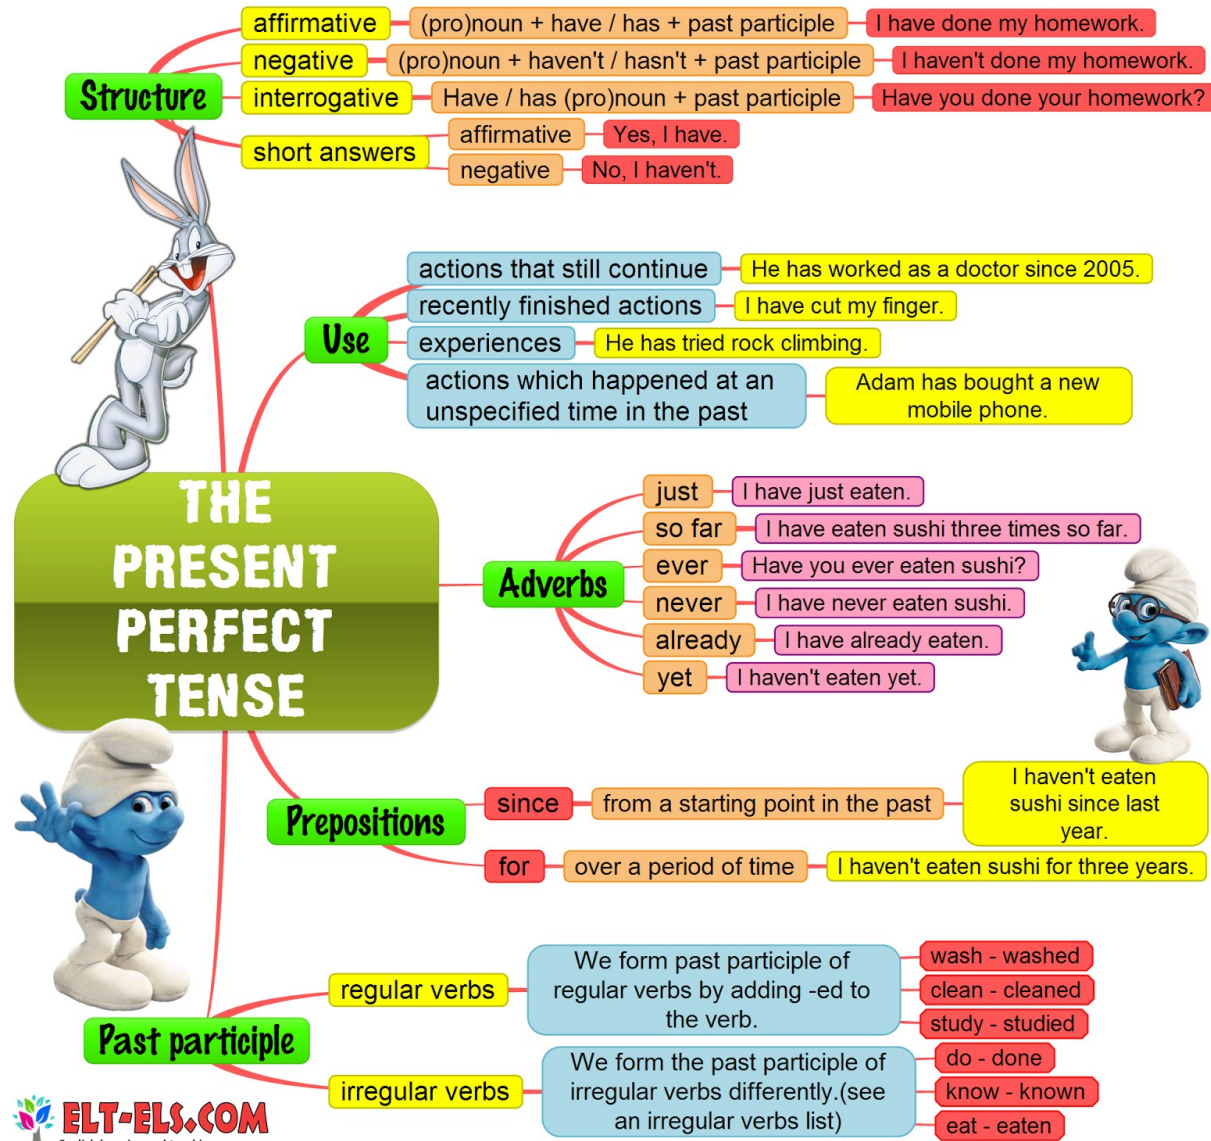 affirmative
(pro)noun + have / has + past participle
I have done my homework.
negative
(pro)noun + haven't / hasn't + past participle
I haven't done my homework.
Structure
interrogative
Have / has (pro)noun + past participle
Have you done your homework?
short answers
affirmative
Yes, I have.
negative
No, I haven't.
Use
actions that still continue
He has worked as a doctor since 2005.
recently finished actions
I have cut my finger.
experiences
He has tried rock climbing.
actions which happened at an
unspecified time in the past
Adam has bought a new
mobile phone.
THE
PRESENT
PERFECT
TENSE
Adverbs
just
I have just eaten.
so far
I have eaten sushi three times so far.
ever
Have you ever eaten sushi?
never
I have never eaten sushi.
already
I have already eaten.
yet
I haven't eaten yet.
Prepositions
since
from a starting point in the past
I haven't eaten
sushi since last
year.
for
over a period of time
I haven't eaten sushi for three years.
Past participle
regular verbs
We form past participle of
regular verbs by adding -ed to
the verb.
wash - washed
clean - cleaned
study - studied
irregular verbs
We form the past participle of
irregular verbs differently.(see
an irregular verbs list)
do - done
know - known
eat - eaten
ELT-ELS.COM